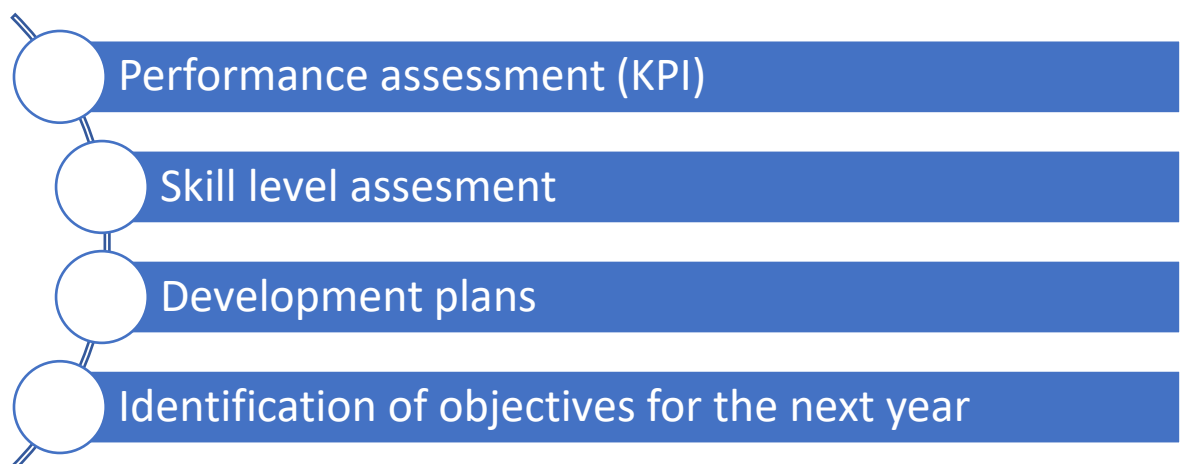 Performance assessment (KPI)
Skill level assesment
Development plans
Identification of objectives for the next year